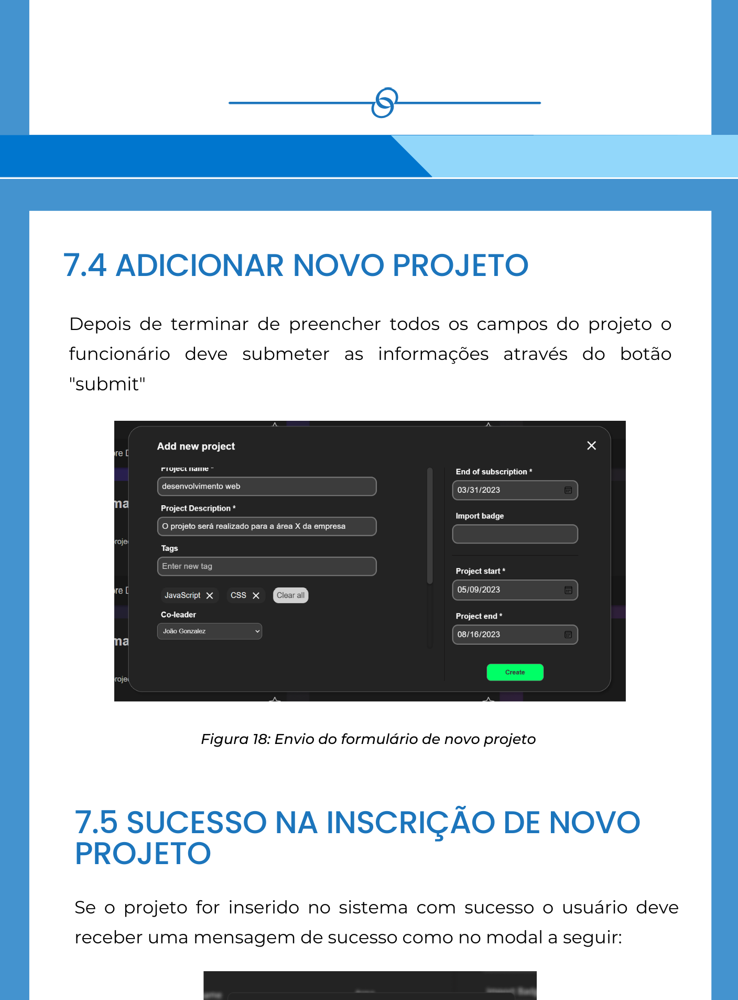 7.4 ADICIONAR NOVO PROJETO
Depois de terminar de preencher todos os campos do projeto o
funcionário deve submeter as informações através do botão
"submit"
Add new project
Project name *
desenvolvimento web
Project Description *
O projeto será realizado para a área X da empresa
Tags
Enter new tag
JavaScript
CSS
Clear all
Co-leader
João Gonzalez
End of subscription *
03/31/2023
Import badge
Project start *
05/09/2023
Project end *
08/16/2023
Create
Figura 18: Envio do formulário de novo projeto
7.5 SUCESSO NA INSCRIÇÃO DE NOVO
PROJETO
Se o projeto for inserido no sistema com sucesso o usuário deve
receber uma mensagem de sucesso como no modal a seguir: